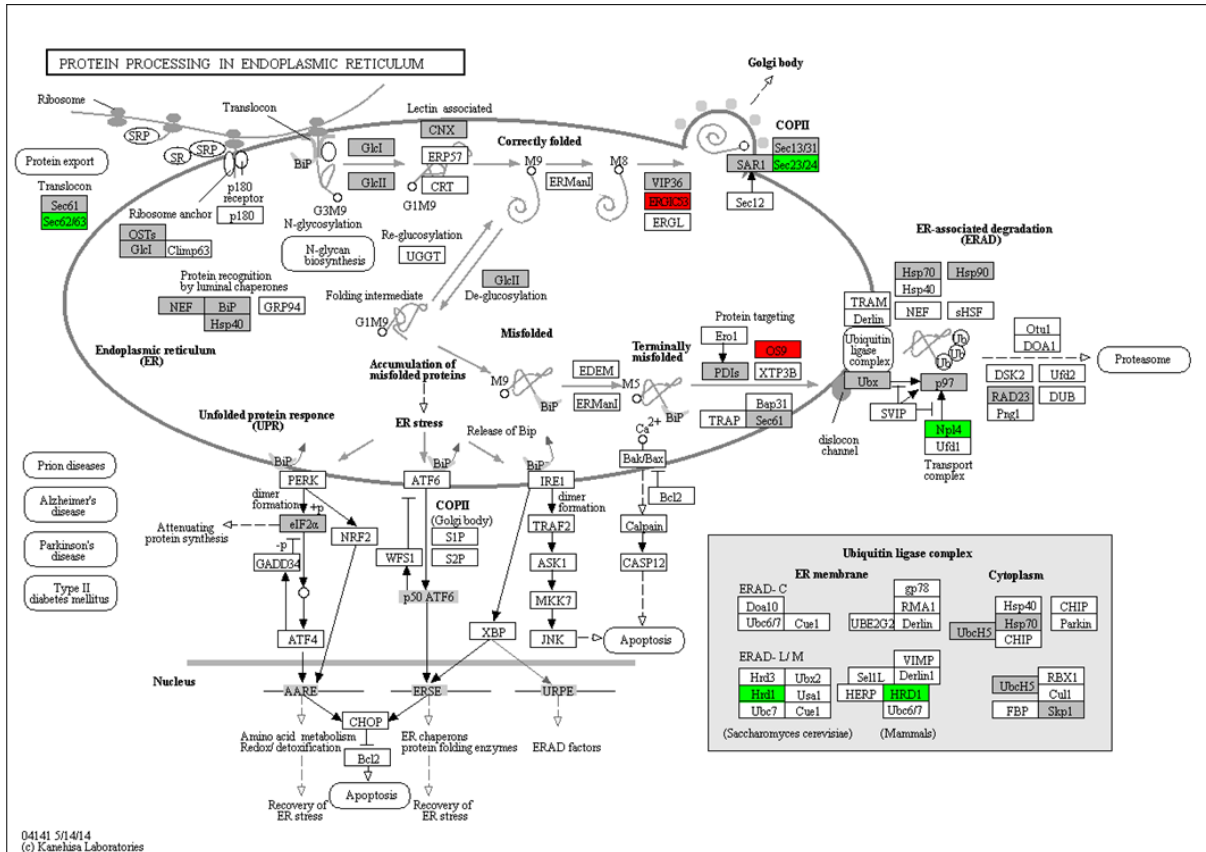 PROTEIN PROCESSING IN ENDOPLASMIC RETICULUM
Golgi body
Ribosome
SRP
SR
SRP
Translocon
Lectin associated
COPII
Protein export
Translocon
Sec61
Sec62/63
p180
receptor
p180
Ribosome anchor
OSTs
GlcI
Climp63
BiP
G3M9
N-glycosylation
N-glycan
biosynthesis
GlcI
GlcII
CNX
ERP57
CRT
G1M9
Correctly folded
M9
ERManI
M8
VIP36
ERGIC53
ERGL
SAR1
Sec13/31
Sec23/24
Sec12
Re-glucosylation
UGGT
GlcII
De-glucosylation
Protein recognition
by luminal chaperones
NEF
BiP
GRP94
Hsp40
Folding intermediate
G1M9
Endoplasmic reticulum
(ER)
Misfolded
Accumulation of
misfolded proteins
M9
BiP
EDEM
ERManI
Terminally
misfolded
M5
BiP
Protein targeting
Ero1
PDIs
OS9
XTP3B
Bap31
TRAP
Sec61
ER-associated degradation
(ERAD)
Hsp70
Hsp90
Hsp40
NEF
sHSF
TRAM
Derlin
Ubiquitin
ligase
complex
Ubx
p97
Ub
Ub
Ub
SVIP
Npl4
Ufd1
Transport
complex
dislocon
channel
Otu1
DOA1
DSK2
Ufd2
RAD23
DUB
Png1
Proteasome
Unfolded protein responce
(UPR)
ER stress
Release of Bip
Ca2+
BiP
PERK
BiP
ATF6
BiP
IRE1
Bak/Bax
Bcl2
Prion diseases
Alzheimer's
disease
Parkinson's
disease
Type II
diabetes mellitus
dimer
formation
+p
eIF2α
Attenuating
protein synthesis
-p
GADD34
NRF2
ATF4
COPII
(Golgi body)
S1P
S2P
WFS1
p50 ATF6
dimer
formation
TRAF2
ASK1
MKK7
JNK
XBP
Calpain
CASP12
Apoptosis
Nucleus
AARE
ERSE
URPE
CHOP
Bcl2
Apoptosis
Amino acid metabolism
Redox/ detoxification
ER chaperons
protein folding enzymes
ERAD factors
Recovery of
ER stress
Recovery of
ER stress
Ubiquitin ligase complex
ER membrane
Cytoplasm
ERAD- C
Doa10
Ubc6/7
Cue1
gp78
RMA1
UBE2G2
Derlin
Hsp40
CHIP
UbcH5
Hsp70
Parkin
CHIP
ERAD- L/ M
Hrd3
Ubx2
Hrd1
Usa1
Ubc7
Cue1
VIMP
Sel1L
Derlin1
HERP
HRD1
Ubc6/7
UbcH5
RBX1
Cul1
FBP
Skp1
(Saccharomyces cerevisiae)
(Mammals)
04141 5/14/14
(c) Kanehisa Laboratories